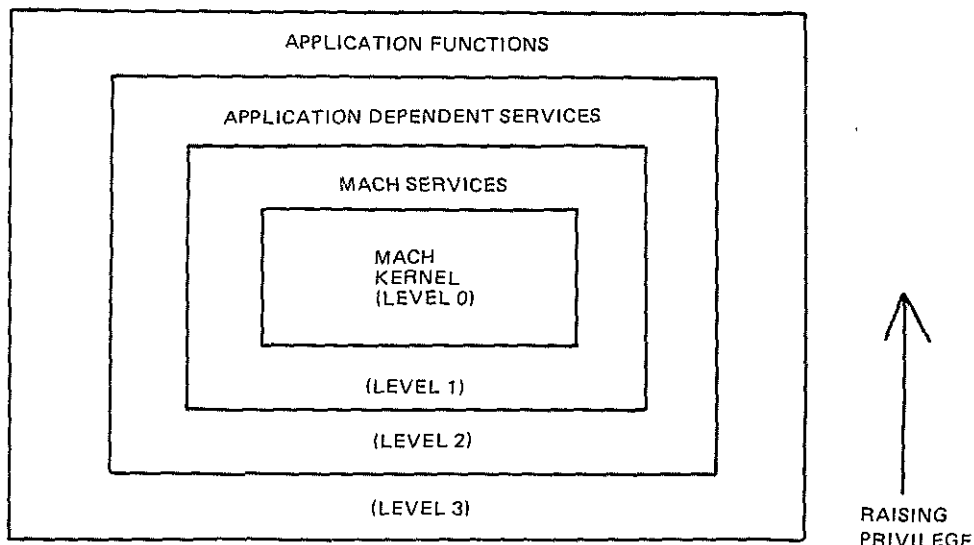 APPLICATION FUNCTIONS
APPLICATION DEPENDENT SERVICES
MACH SERVICES
MACH
KERNEL
(LEVEL 0)
(LEVEL 1)
(LEVEL 2)
(LEVEL 3)
RAISING
PRIVILEGE